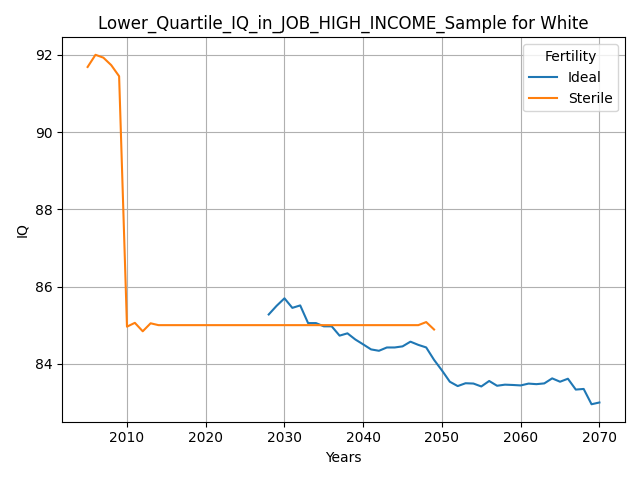 Lower_Quartile_IQ_in_JOB_HIGH_INCOME_Sample for White
Fertility
Ideal
Sterile
IQ
92
90
88
86
84
2010 2020 2030 2040 2050 2060 2070
Years